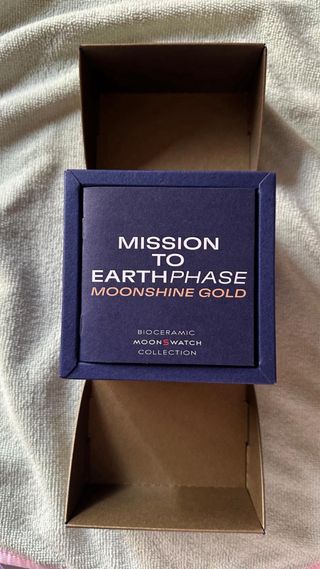 MISSION
TO
EARTHPHASE
MOONSHINE GOLD
BIOCERAMIC
MOONSWATCH
COLLECTION